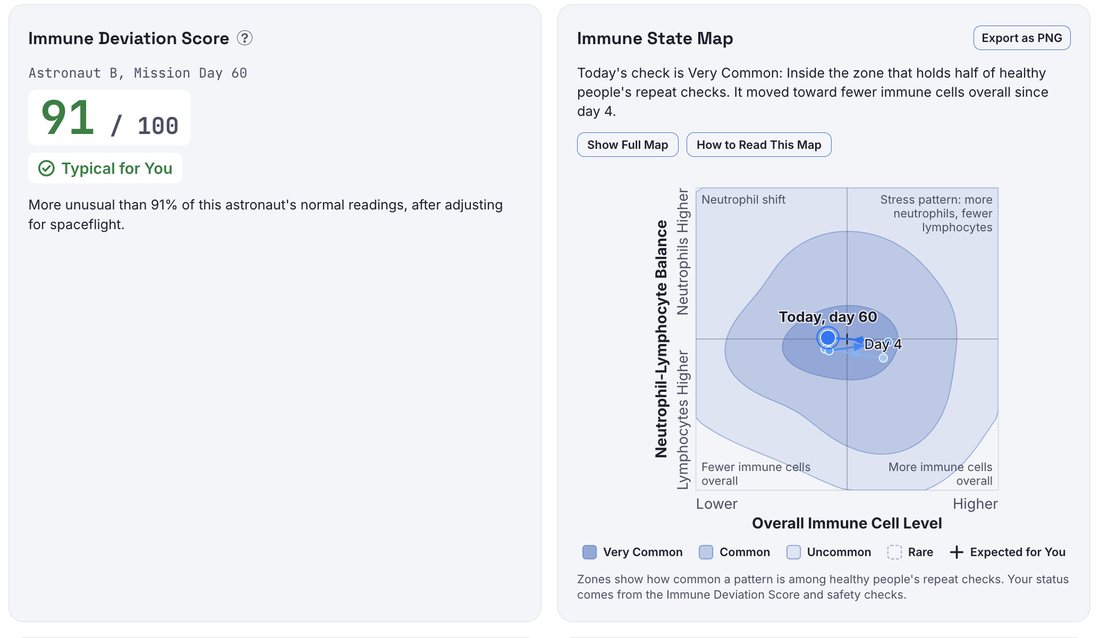 Immune Deviation Score ?
Astronaut B, Mission Day 60
91 / 100
Typical for You
More unusual than 91% of this astronaut's normal readings, after adjusting
for spaceflight.
Immune State Map
Export as PNG
Today's check is Very Common: Inside the zone that holds half of healthy
people's repeat checks. It moved toward fewer immune cells overall since
day 4.
Show Full Map
How to Read This Map
Neutrophil-Lymphocyte Balance
Neutrophils Higher
Lymphocytes Higher
Neutrophil shift
Stress pattern: more
neutrophils, fewer
lymphocytes
Today, day 60
Day 4
Fewer immune cells
overall
More immune cells
overall
Lower
Higher
Overall Immune Cell Level
Very Common
Common
Uncommon
Rare
Expected for You
Zones show how common a pattern is among healthy people's repeat checks. Your status
comes from the Immune Deviation Score and safety checks.